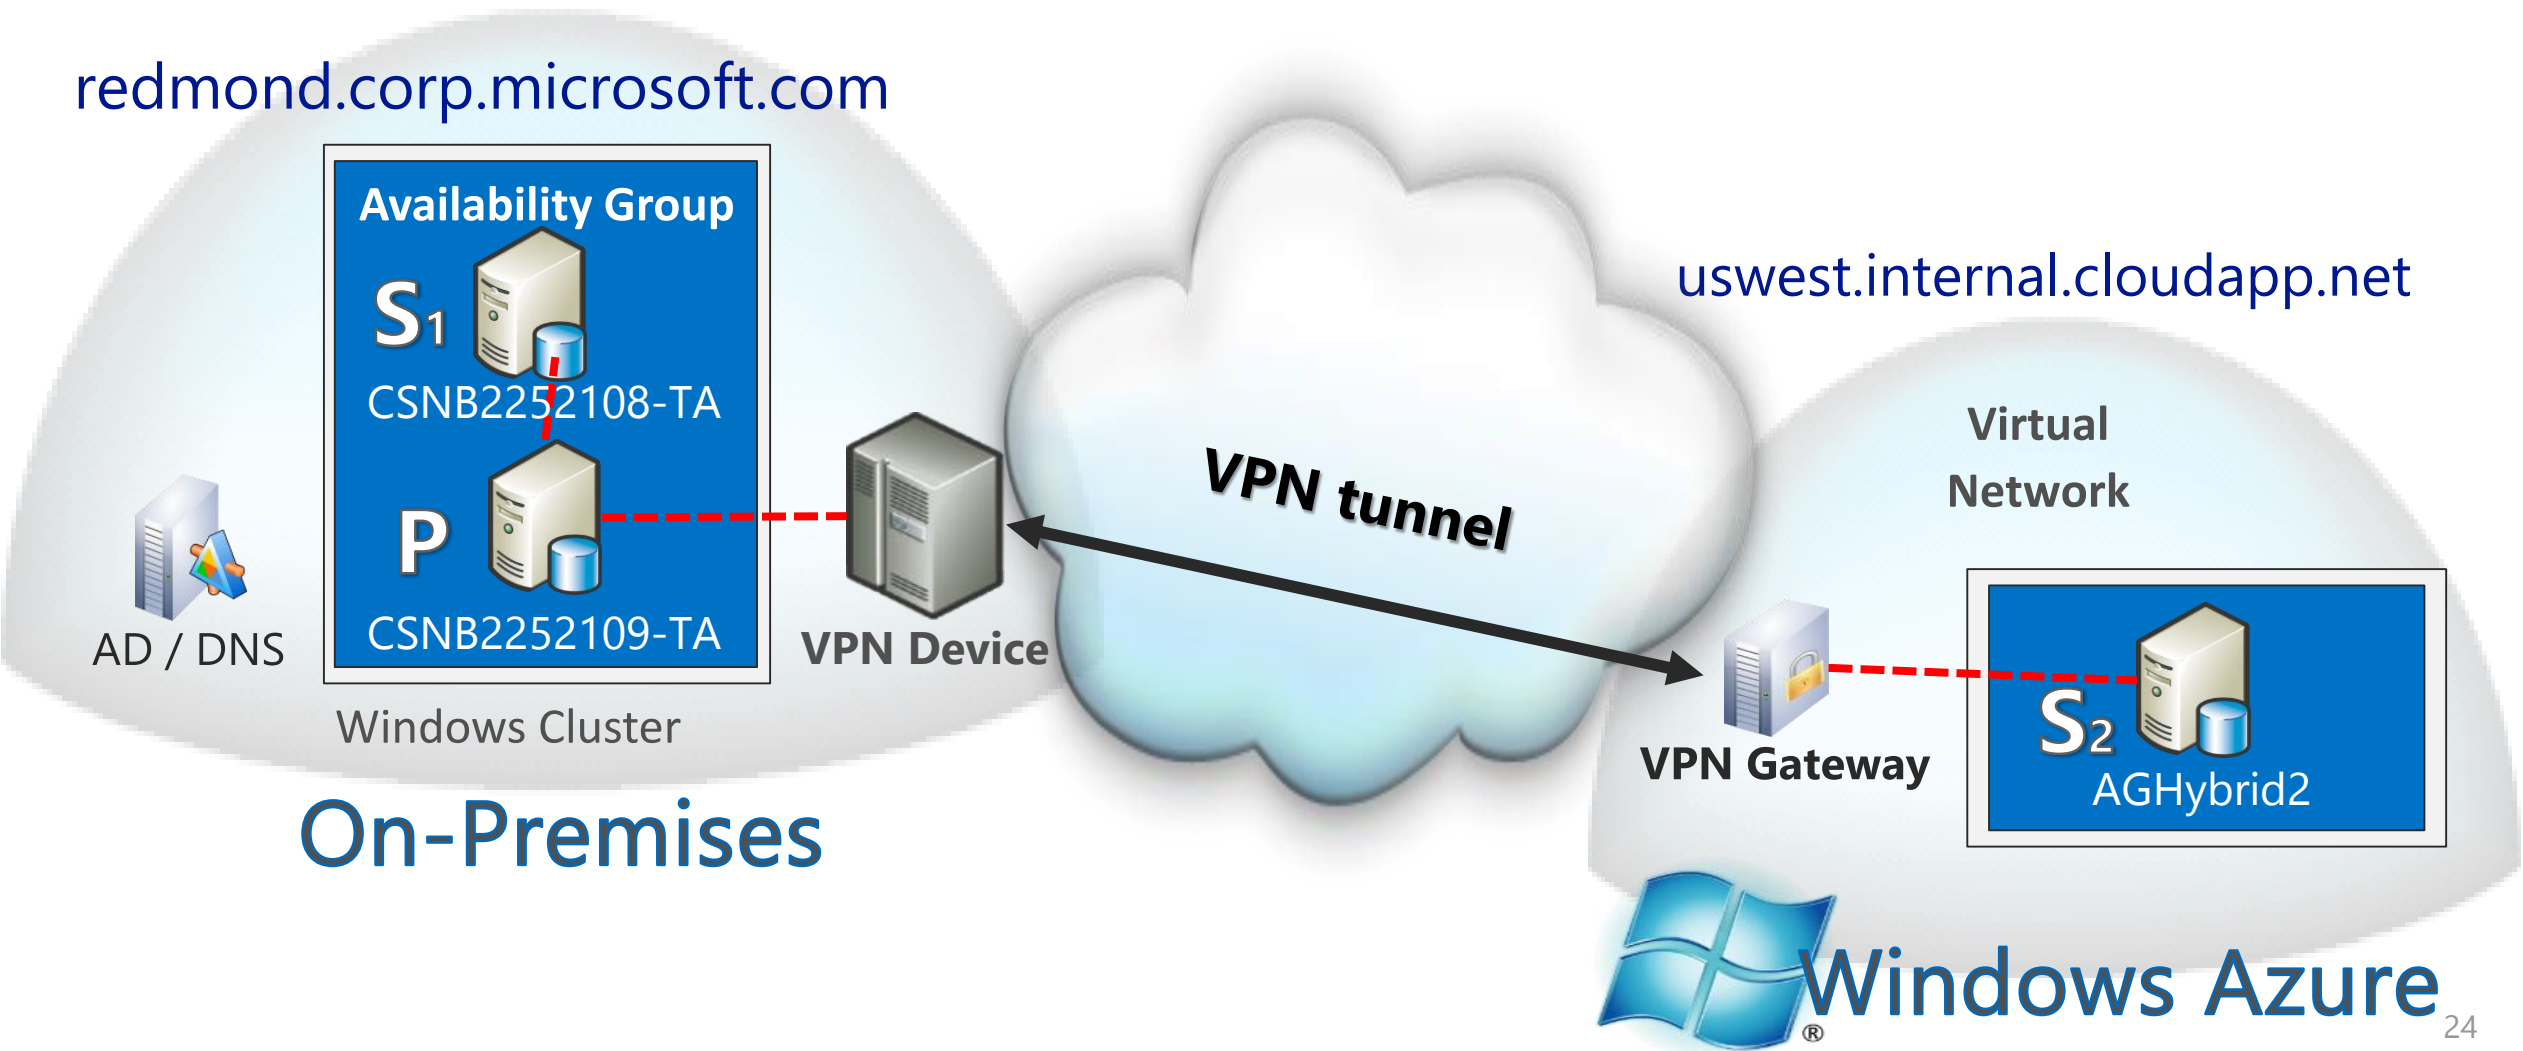 redmond.corp.microsoft.com
Availability Group
S1
CSNB2252108-TA
P
CSNB2252109-TA
AD / DNS
VPN Device
Windows Cluster
On-Premises
VPN tunnel
uswest.internal.cloudapp.net
Virtual
Network
VPN Gateway
S2
AGHybrid2
Windows Azure
®
24